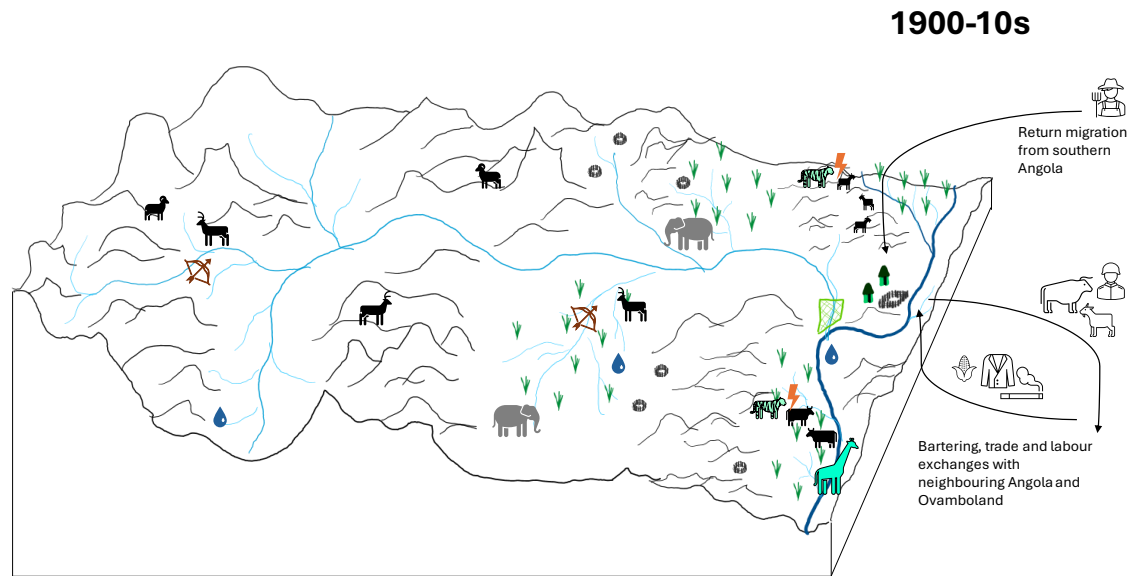 1900-10s
Return migration
from southern
Angola
Bartering, trade and labour
exchanges with
neighbouring Angola and
Ovamboland